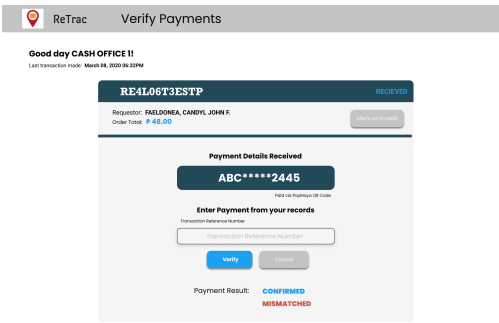 ReTrac
Verify Payments
Good day CASH OFFICE 1!
Last transaction made: March 08, 2020 06:32PM
RE4L06T3ESTP
RECIEVED
Requestor: FAELDONEA, CANDYL JOHN F.
Order Total: ₱ 48.00
Mark as Invalid
Payment Details Received
ABC*****2445
Paid via PayMaya QR Code
Enter Payment from your records
Transaction Reference Number
Transaction Reference Number
Verify
Cancel
Payment Result: CONFIRMED
MISMATCHED